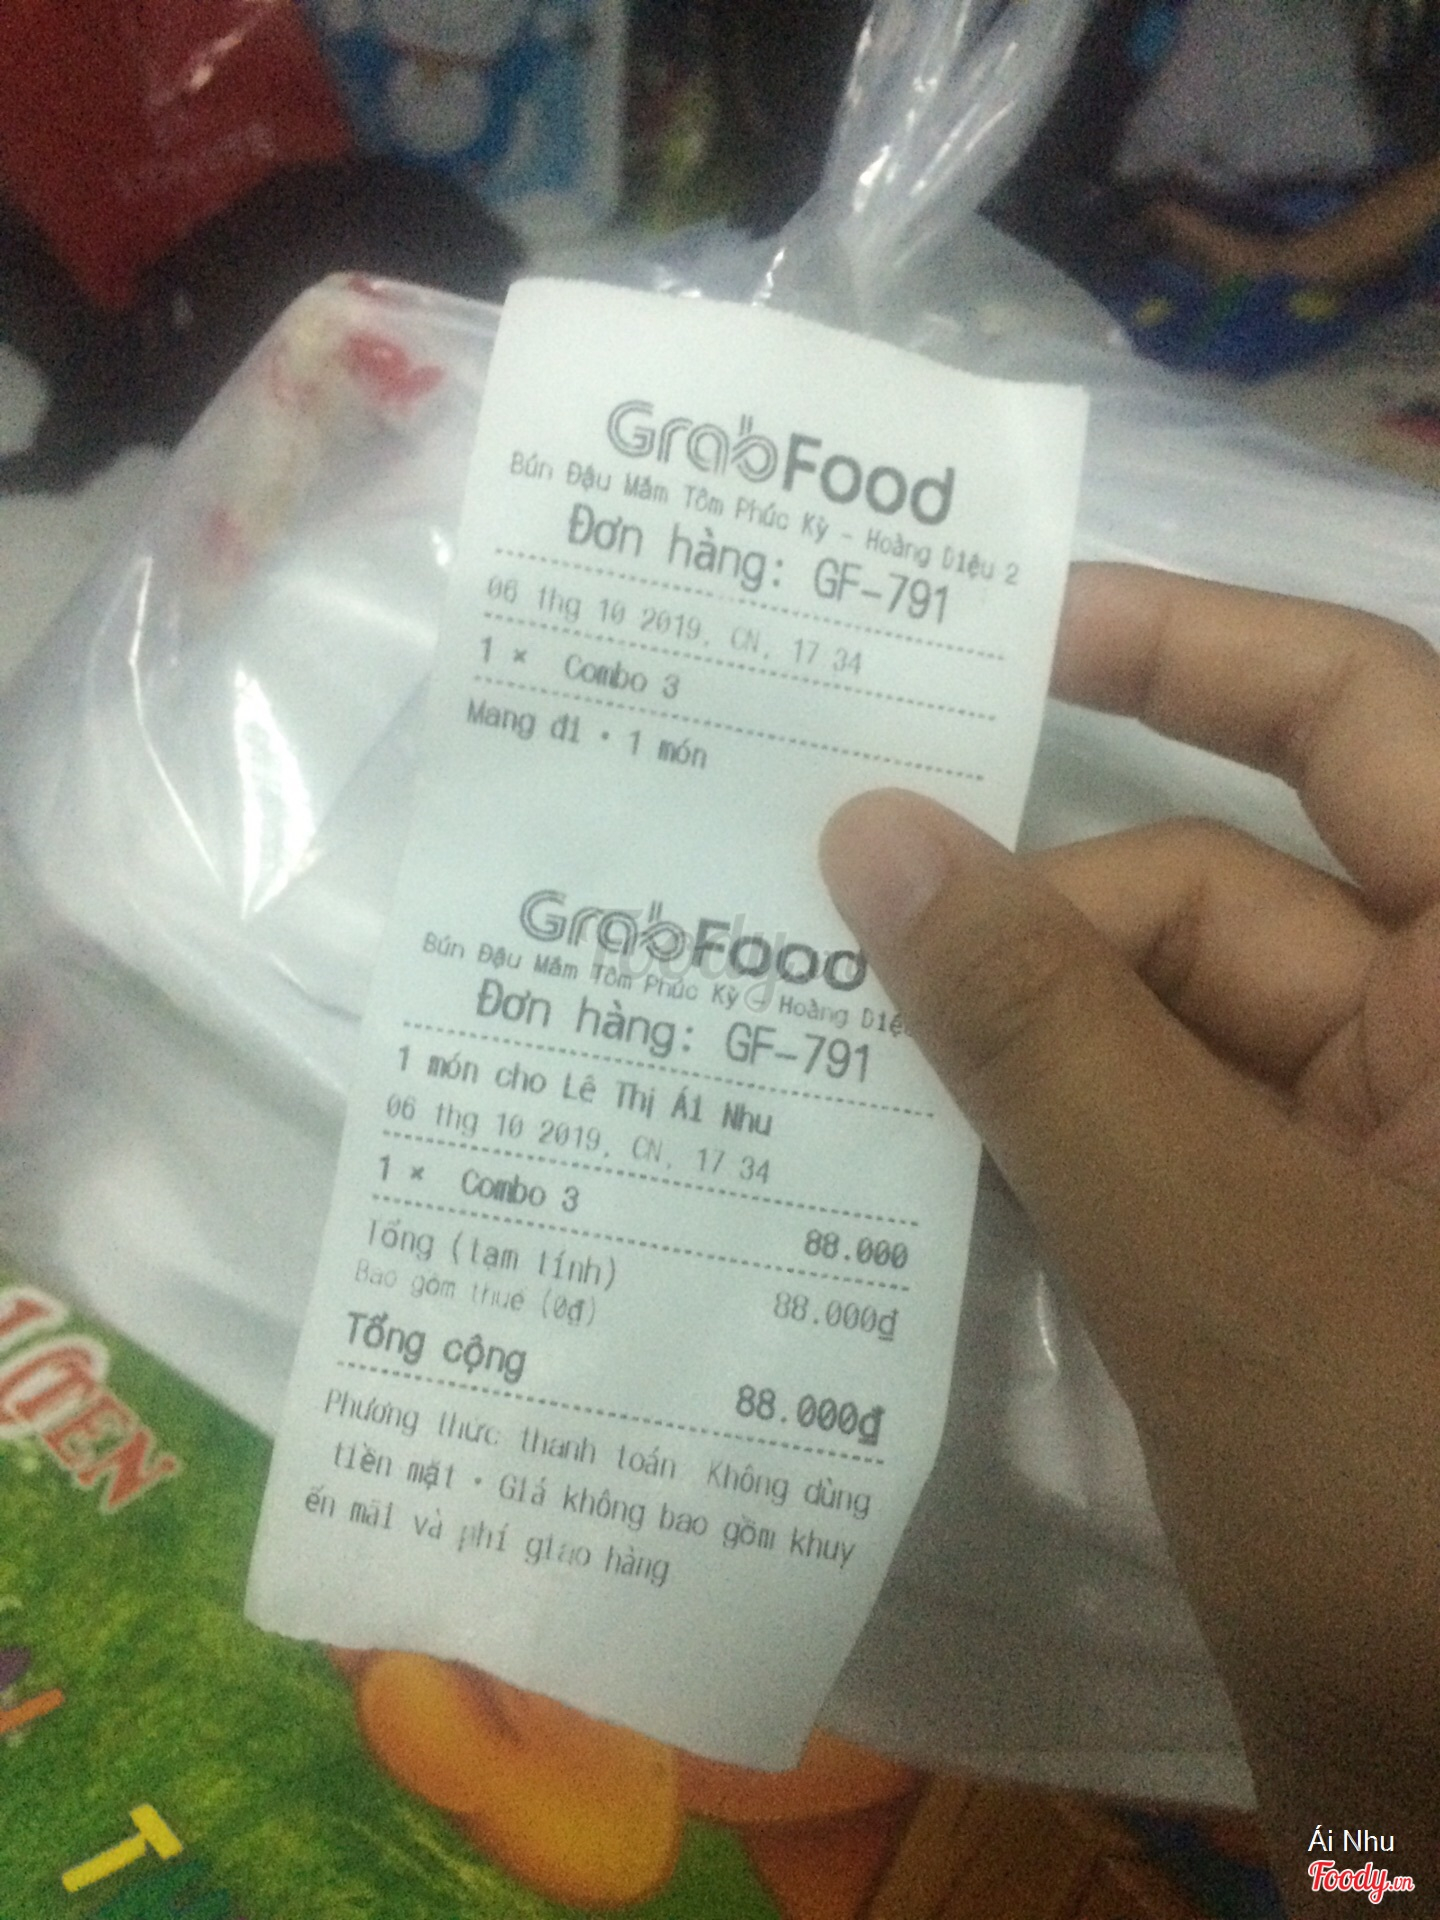 GrabFood
Bún Đậu Mắm Tôm Phúc Kỳ - Hoàng Diệu 2
Đơn hàng: GF-791
06 thg 10 2019, CN, 17 34
1 × Combo 3
Mang đi • 1 món
GrabFood
Bún Đậu Mắm Tôm Phúc Kỳ - Hoàng Diệ
Đơn hàng: GF-791
1 món cho Lê Thị Ái Nhu
06 thg 10 2019, CN, 17 34
1 × Combo 3 88.000
Tổng (tạm tính) 88.000₫
Bao gồm thuế (0₫)
Tổng cộng 88.000₫
Phương thức thanh toán Không dùng
tiền mặt • Giá không bao gồm khuy
ến mãi và phí giao hàng
Foody
TEN
Ái Nhu
Foody.vn